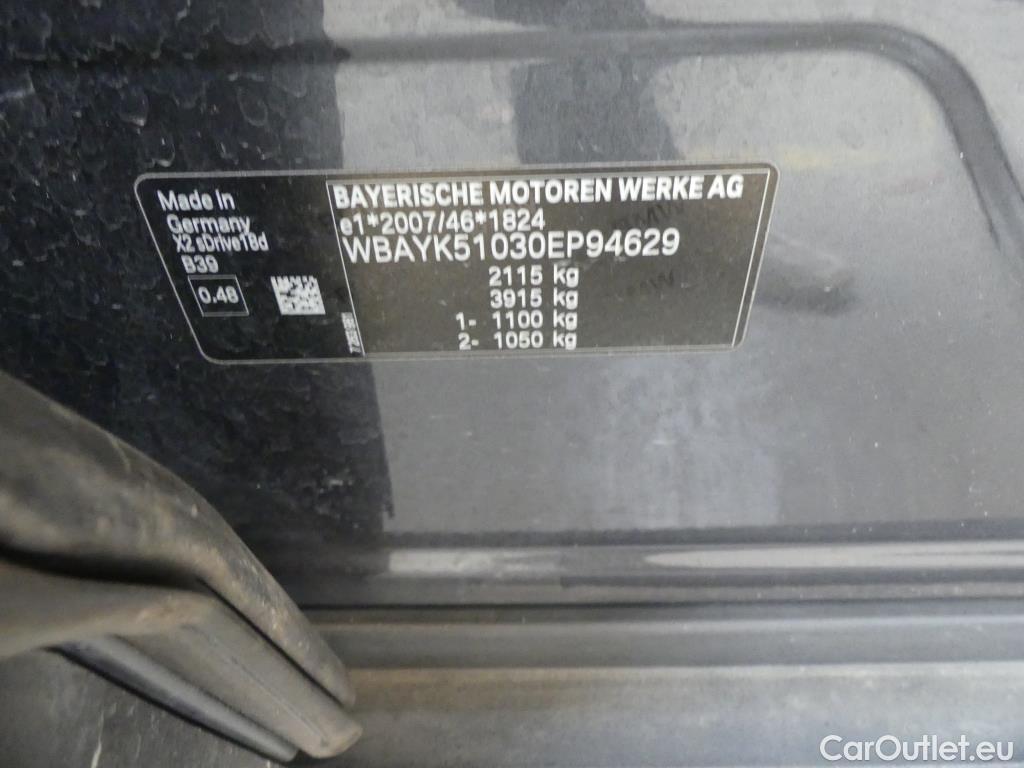 Made in
Germany
X2 sDrive18d
B39
0.48
BAYERISCHE MOTOREN WERKE AG
e1*2007/46*1824
WBAYK51030EP94629
2115 kg
3915 kg
1- 1100 kg
2- 1050 kg
CarOutlet.eu